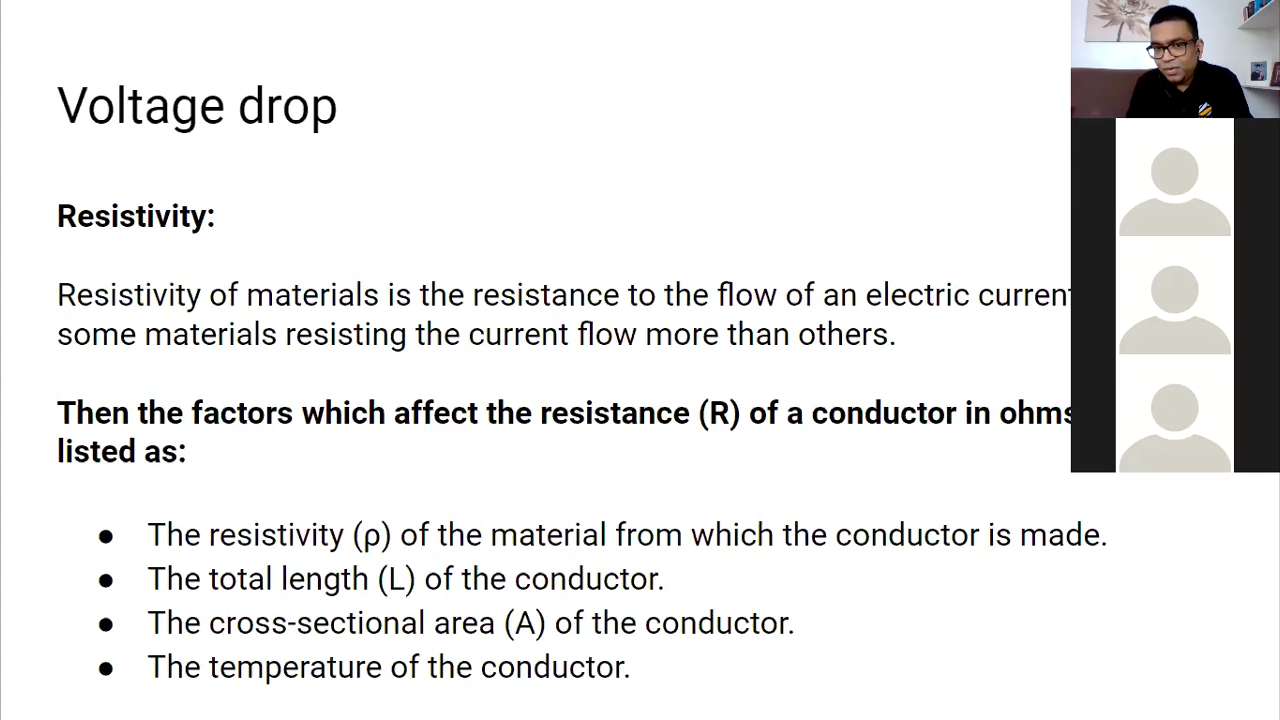 Voltage drop
Resistivity:
Resistivity of materials is the resistance to the flow of an electric current
some materials resisting the current flow more than others.
Then the factors which affect the resistance (R) of a conductor in ohms
listed as:
● The resistivity (ρ) of the material from which the conductor is made.
● The total length (L) of the conductor.
● The cross-sectional area (A) of the conductor.
● The temperature of the conductor.